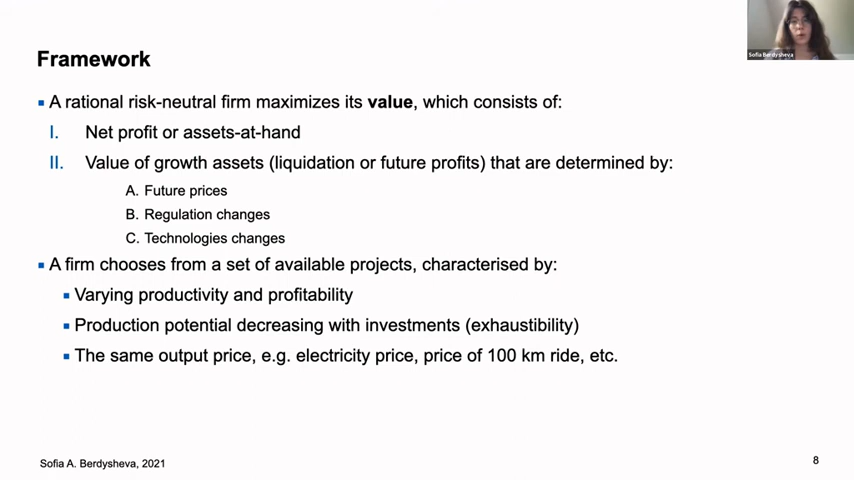 Sofia Berdysheva
Framework
▪ A rational risk-neutral firm maximizes its value, which consists of:
I. Net profit or assets-at-hand
II. Value of growth assets (liquidation or future profits) that are determined by:
A. Future prices
B. Regulation changes
C. Technologies changes
▪ A firm chooses from a set of available projects, characterised by:
▪ Varying productivity and profitability
▪ Production potential decreasing with investments (exhaustibility)
▪ The same output price, e.g. electricity price, price of 100 km ride, etc.
Sofia A. Berdysheva, 2021
8